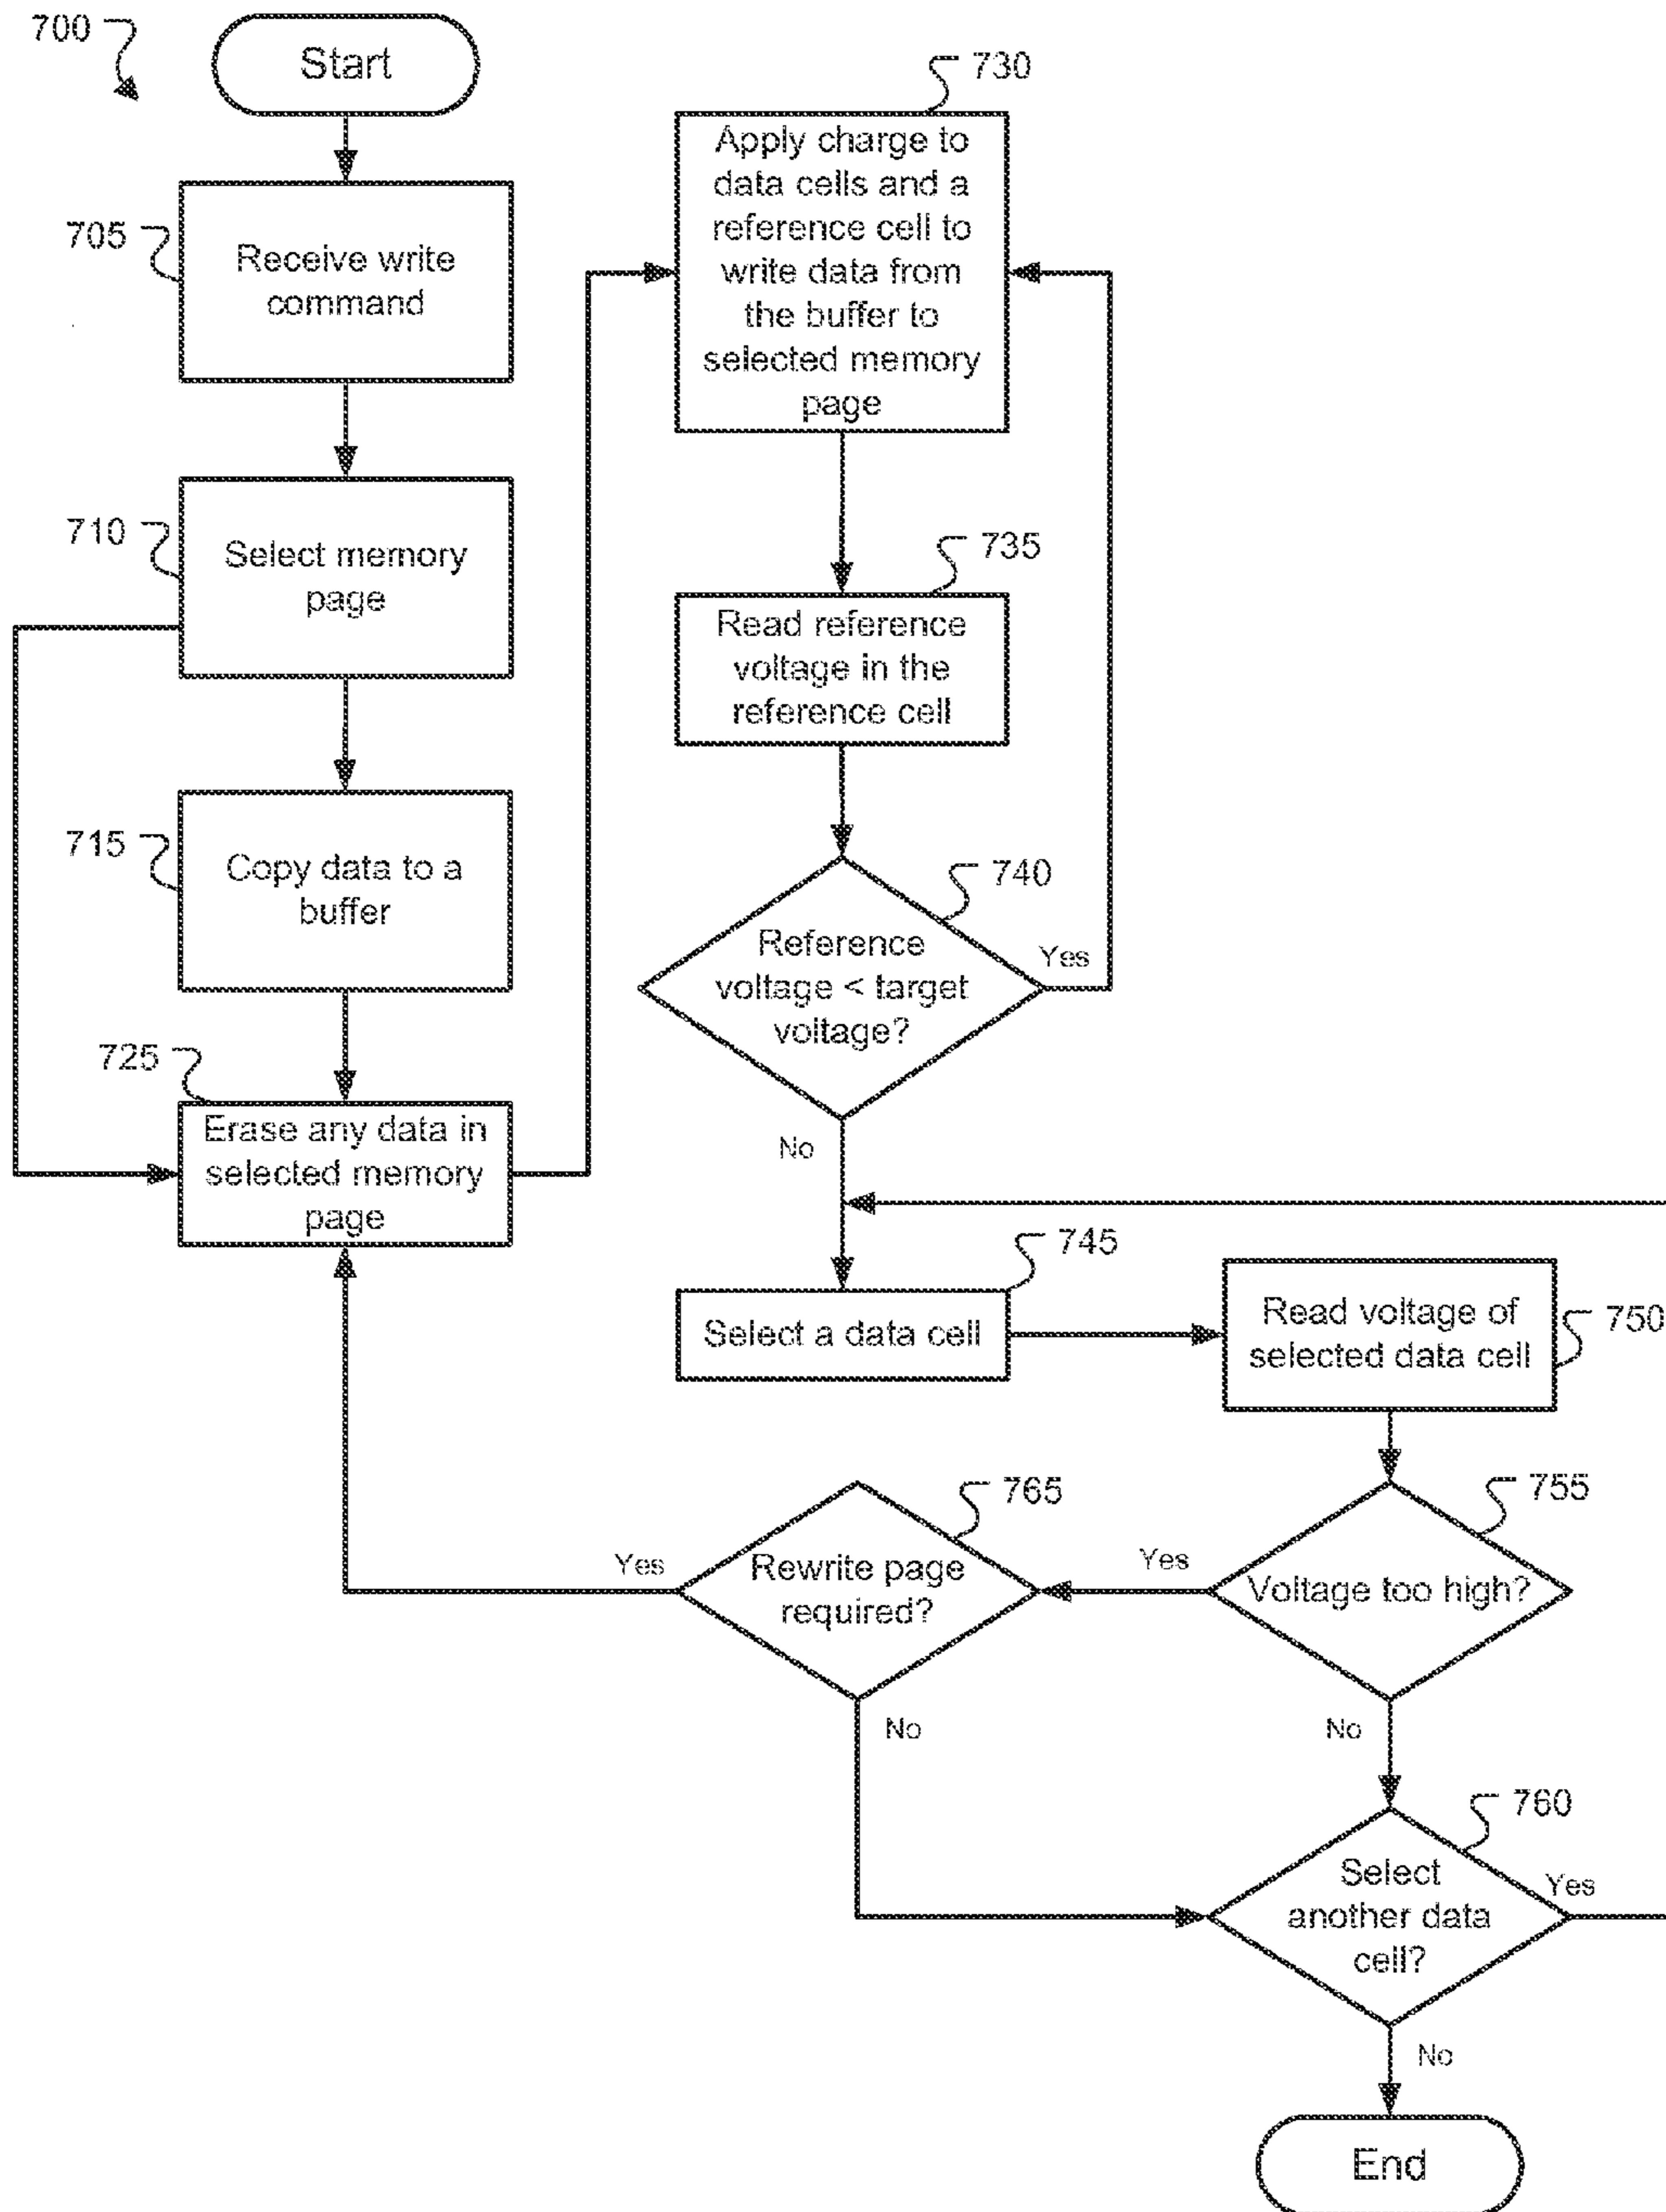 700
Start
705
Receive write
command
710
Select memory
page
715
Copy data to a
buffer
725
Erase any data in
selected memory
page
730
Apply charge to
data cells and a
reference cell to
write data from
the buffer to
selected memory
page
735
Read reference
voltage in the
reference cell
740
Reference
voltage < target
voltage?
Yes
No
745
Select a data cell
Read voltage of
selected data cell
750
755
Voltage too high?
Yes
No
765
Rewrite page
required?
Yes
No
760
Select
another data
cell?
Yes
No
End